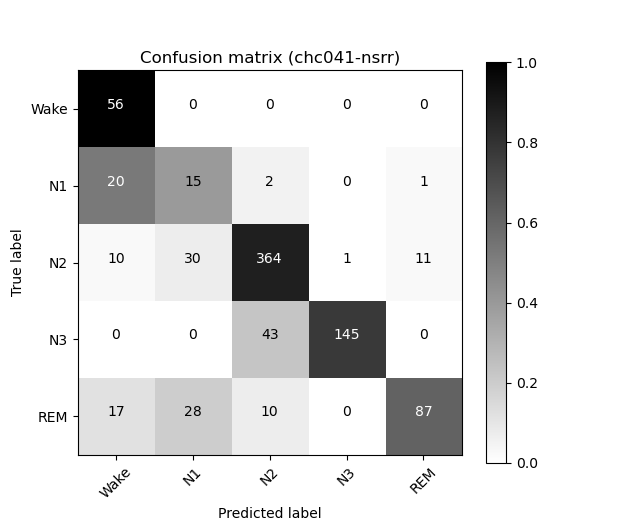 Confusion matrix (chc041-nsrr)
Wake 56 0 0 0 0
N1 20 15 2 0 1
N2 10 30 364 1 11
N3 0 0 43 145 0
REM 17 28 10 0 87
Wake N1 N2 N3 REM
Predicted label
True label
1.0
0.8
0.6
0.4
0.2
0.0